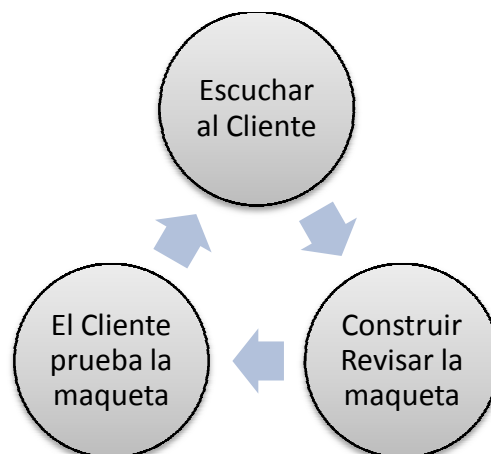 Escuchar
al Cliente
El Cliente
prueba la
maqueta
Construir
Revisar la
maqueta